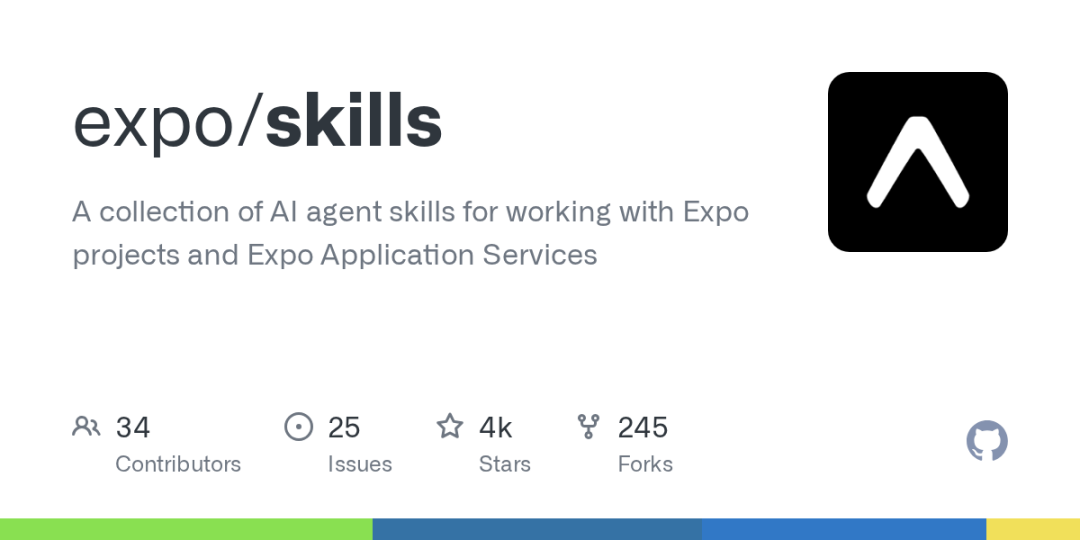 expo/skills
A collection of AI agent skills for working with Expo
projects and Expo Application Services
34
Contributors
25
Issues
4k
Stars
245
Forks